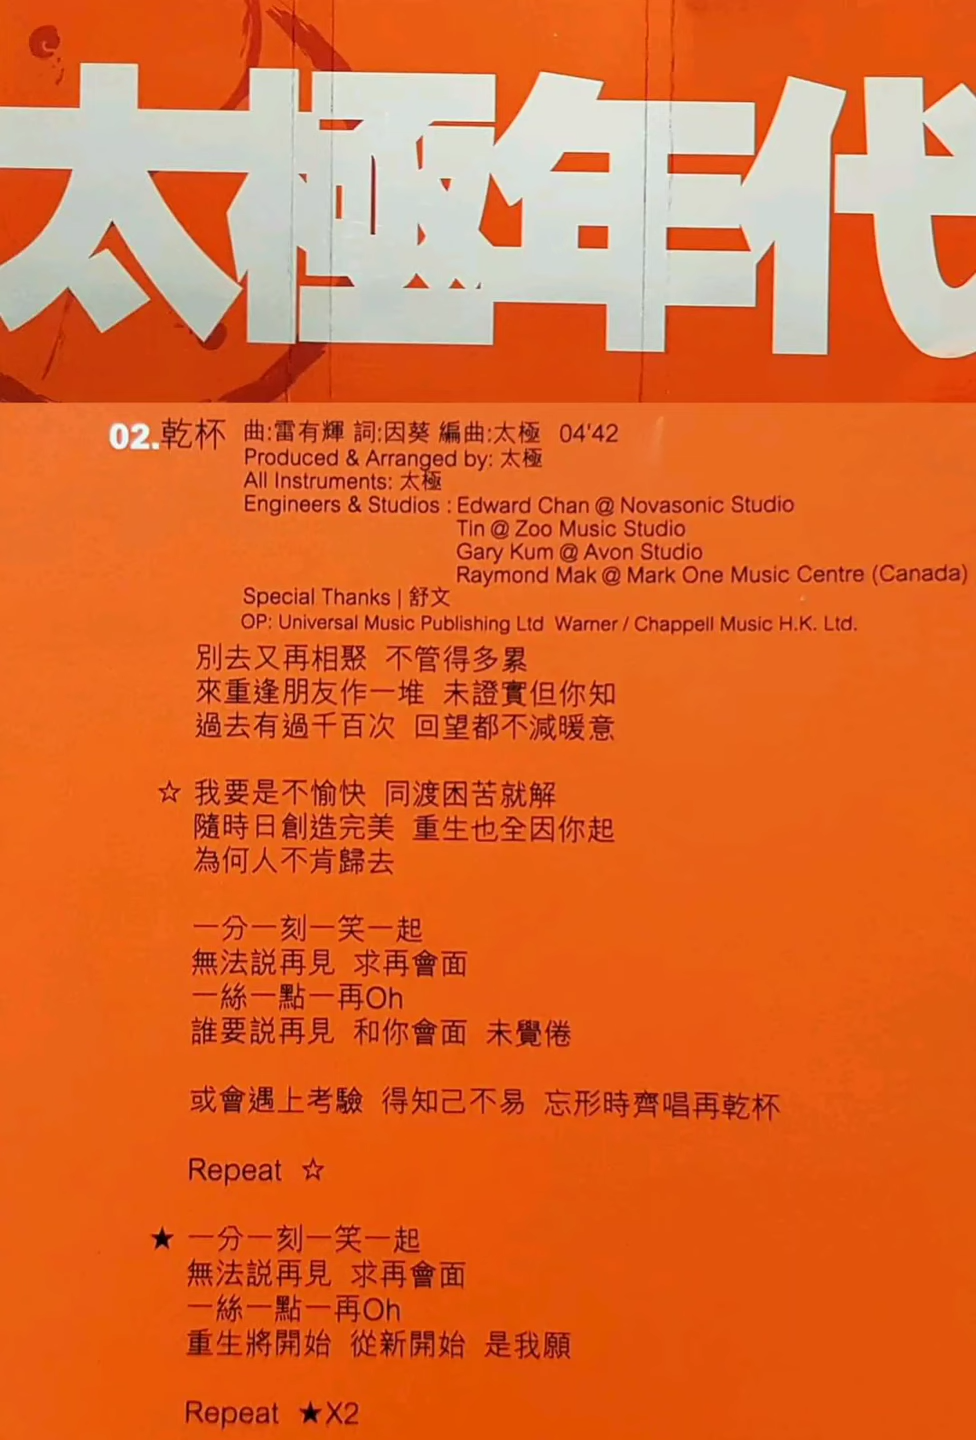 太極年代
02.乾杯 曲:雷有輝 詞:因葵 編曲:太極 04'42
Produced & Arranged by: 太極
All Instruments: 太極
Engineers & Studios : Edward Chan @ Novasonic Studio
Tin @ Zoo Music Studio
Gary Kum @ Avon Studio
Raymond Mak @ Mark One Music Centre (Canada)
Special Thanks | 舒文
OP: Universal Music Publishing Ltd Warner / Chappell Music H.K. Ltd.
別去又再相聚 不管得多累
來重逢朋友作一堆 未證實但你知
過去有過千百次 回望都不減暖意
☆ 我要是不愉快 同渡困苦就解
隨時日創造完美 重生也全因你起
為何人不肯歸去
一分一刻一笑一起
無法説再見 求再會面
一絲一點一再Oh
誰要説再見 和你會面 未覺倦
或會遇上考驗 得知己不易 忘形時齊唱再乾杯
Repeat ☆
★ 一分一刻一笑一起
無法説再見 求再會面
一絲一點一再Oh
重生將開始 從新開始 是我願
Repeat ★X2